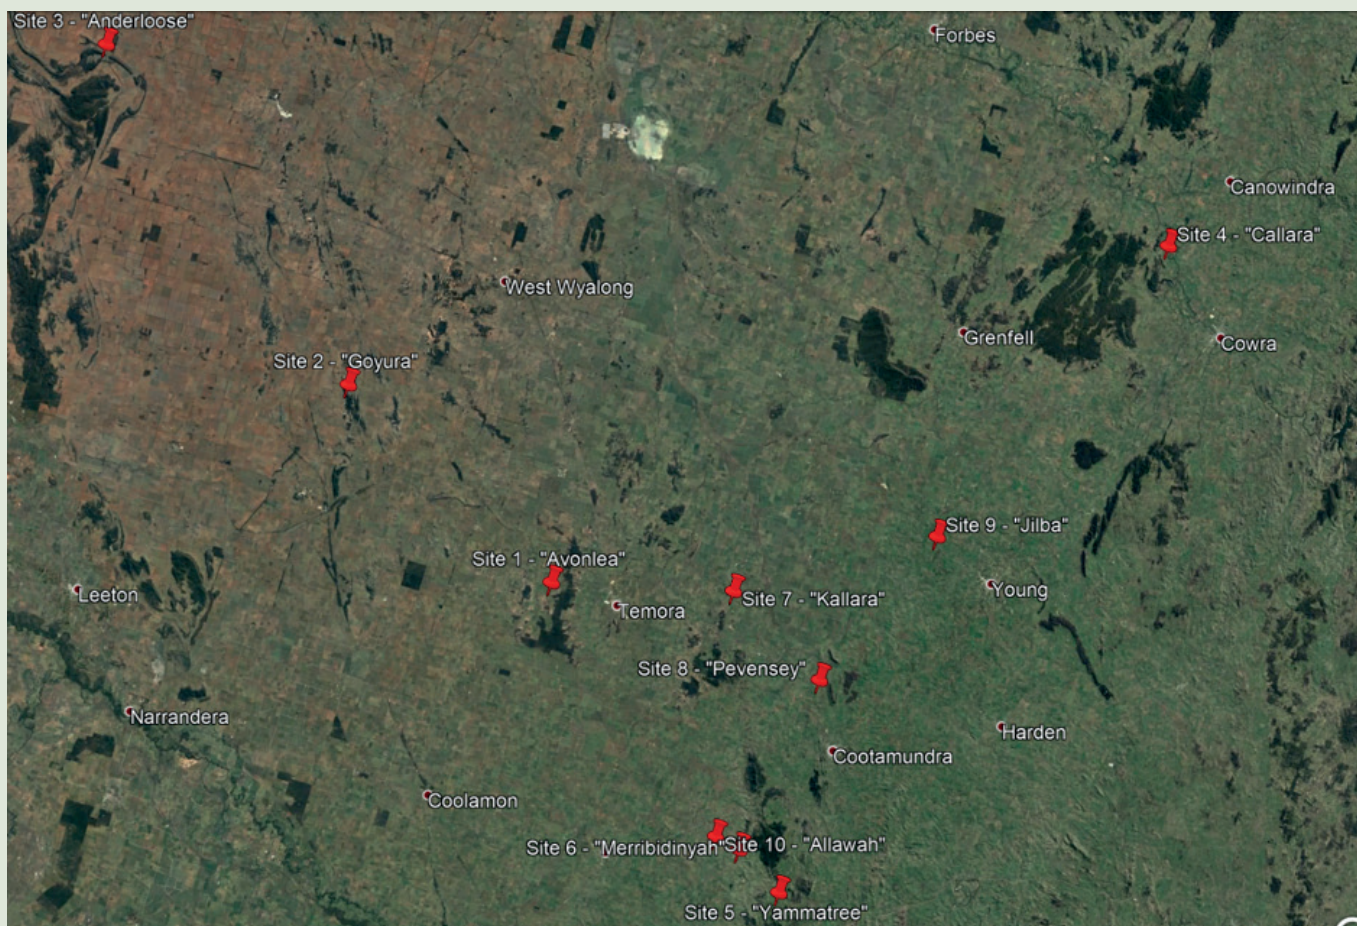 Site 3 - "Anderloose"
Forbes
Canowindra
Site 4 - "Callara"
West Wyalong
Grenfell
Cowra
Site 2 - "Goyura"
Site 9 - "Jilba"
Site 1 - "Avonlea"
Leeton
Young
Site 7 - "Kallara"
Temora
Site 8 - "Pevensey"
Narrandera
Harden
Cootamundra
Coolamon
Site 6 - "Merribidinyah"
Site 10 - "Allawah"
Site 5 - "Yammatree"